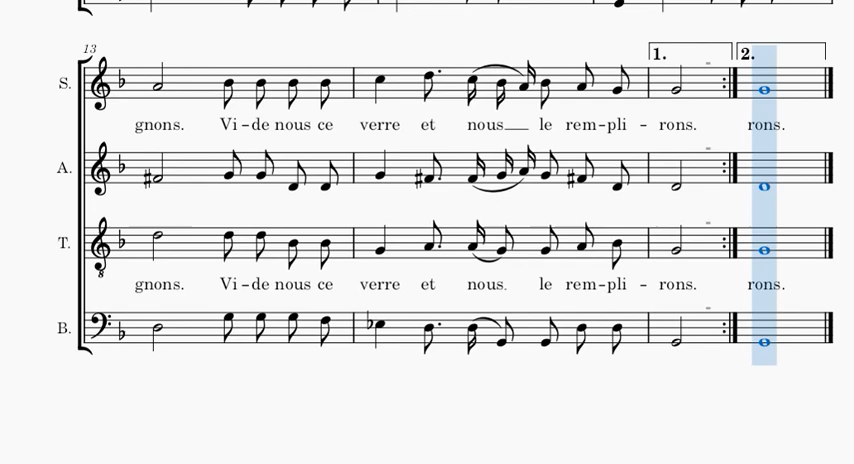 13
1. 2.
S.
gnons. Vi-de nous ce verre et nous le rem-pli-rons. rons.
A.
T.
8
gnons. Vi-de nous ce verre et nous. le rem-pli-rons. rons.
B.